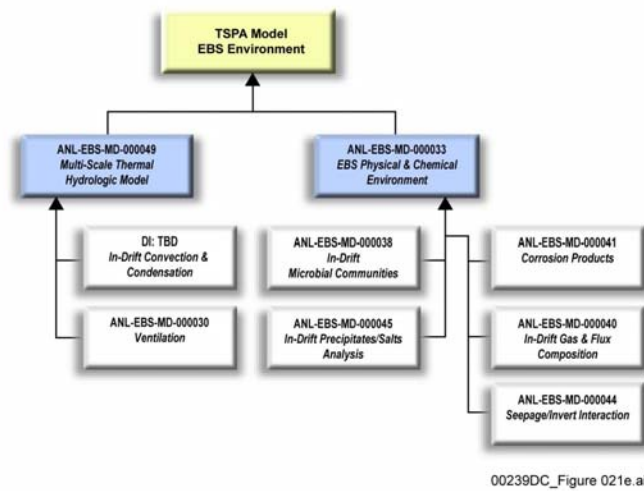 TSPA Model
EBS Environment
ANL-EBS-MD-000049
Multi-Scale Thermal
Hydrologic Model
ANL-EBS-MD-000033
EBS Physical & Chemical
Environment
DI: TBD
In-Drift Convection &
Condensation
ANL-EBS-MD-000030
Ventilation
ANL-EBS-MD-000038
In-Drift
Microbial Communities
ANL-EBS-MD-000045
In-Drift Precipitates/Salts
Analysis
ANL-EBS-MD-000041
Corrosion Products
ANL-EBS-MD-000040
In-Drift Gas & Flux
Composition
ANL-EBS-MD-000044
Seepage/Invert Interaction
00239DC_Figure 021e.a